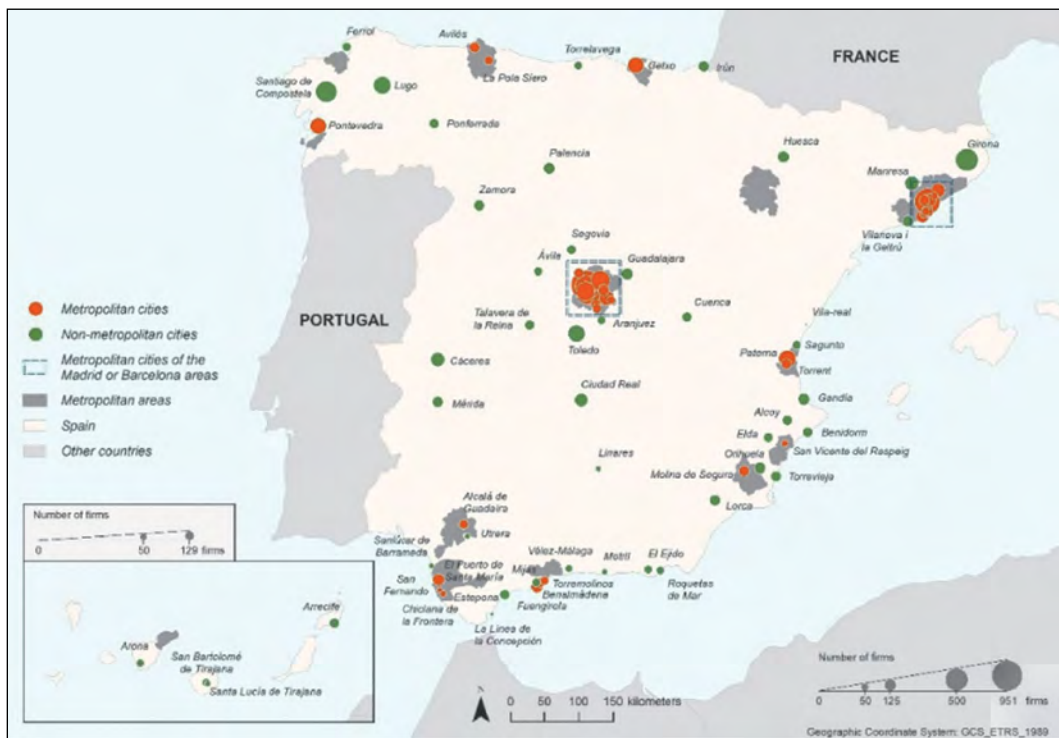 Ferrol
Avilés
La Pola Siero
Torrelavega
Getxo
Irún
FRANCE
Santiago de
Compostela
Lugo
Pontevedra
Ponferrada
Palencia
Zamora
Huesca
Girona
Manresa
Vilanova i
la Geltrú
Segovia
Ávila
Guadalajara
Talavera de
la Reina
Aranjuez
Toledo
Cuenca
Vila-real
Paterna
Sagunto
Torrent
PORTUGAL
Cáceres
Ciudad Real
Mérida
Gandía
Alcoy
Benidorm
Elda
San Vicente del Raspeig
Orihuela
Molina de Segura
Torrevieja
Linares
Lorca
Alcalá de
Guadaira
Utrera
Sanlúcar de
Barrameda
El Puerto de
Santa María
San
Fernando
Chiclana de
la Frontera
Estepona
La Línea de
la Concepción
Mijas
Vélez-Málaga
Torremolinos
Benalmádena
Fuengirola
Motril
El Ejido
Roquetas
de Mar
Metropolitan cities
Non-metropolitan cities
Metropolitan cities of the
Madrid or Barcelona areas
Metropolitan areas
Spain
Other countries
Number of firms
0 50 129 firms
Arrecife
Arona
San Bartolomé
de Tirajana
Santa Lucía de Tirajana
N
0 50 100 150 kilometers
Number of firms
0 50 125 500 951 firms
Geographic Coordinate System: GCS_ETRS_1989